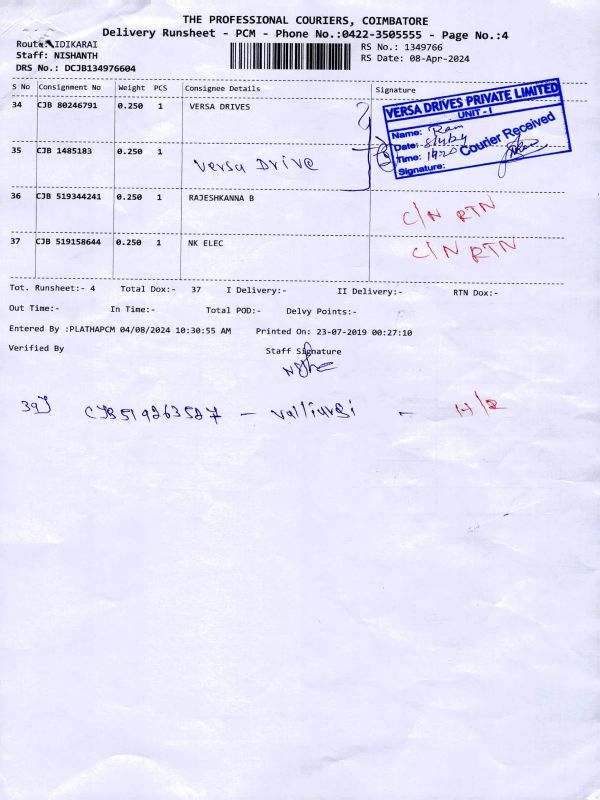 THE PROFESSIONAL COURIERS, COIMBATORE
Delivery Runsheet - PCM - Phone No.:0422-3505555 - Page No.:4
Route: IDIKARAI
Staff: NISHANTH
DRS No.: DCJB134976604
RS No.: 1349766
RS Date: 08-Apr-2024
S No Consignment No Weight PCS Consignee Details Signature
34 CJB 80246791 0.250 1 VERSA DRIVES
VERSA DRIVES PRIVATE LIMITED
UNIT-I
Name: Ram
Date: 8/4/24
Time:
Signature:
Courier Received
35 CJB 1485183 0.250 1
Versa Drive
36 CJB 519344241 0.250 1 RAJESHKANNA B C/N RTN
37 CJB 519158644 0.250 1 NK ELEC C/N RTN
Tot. Runsheet:- 4 Total Dox:- 37 I Delivery:- II Delivery:- RTN Dox:-
Out Time:- In Time:- Total POD:- Delvy Points:-
Entered By :PLATHAPCM 04/08/2024 10:30:55 AM Printed On: 23-07-2019 00:27:10
Verified By Staff Signature
39) CJB519263527 -